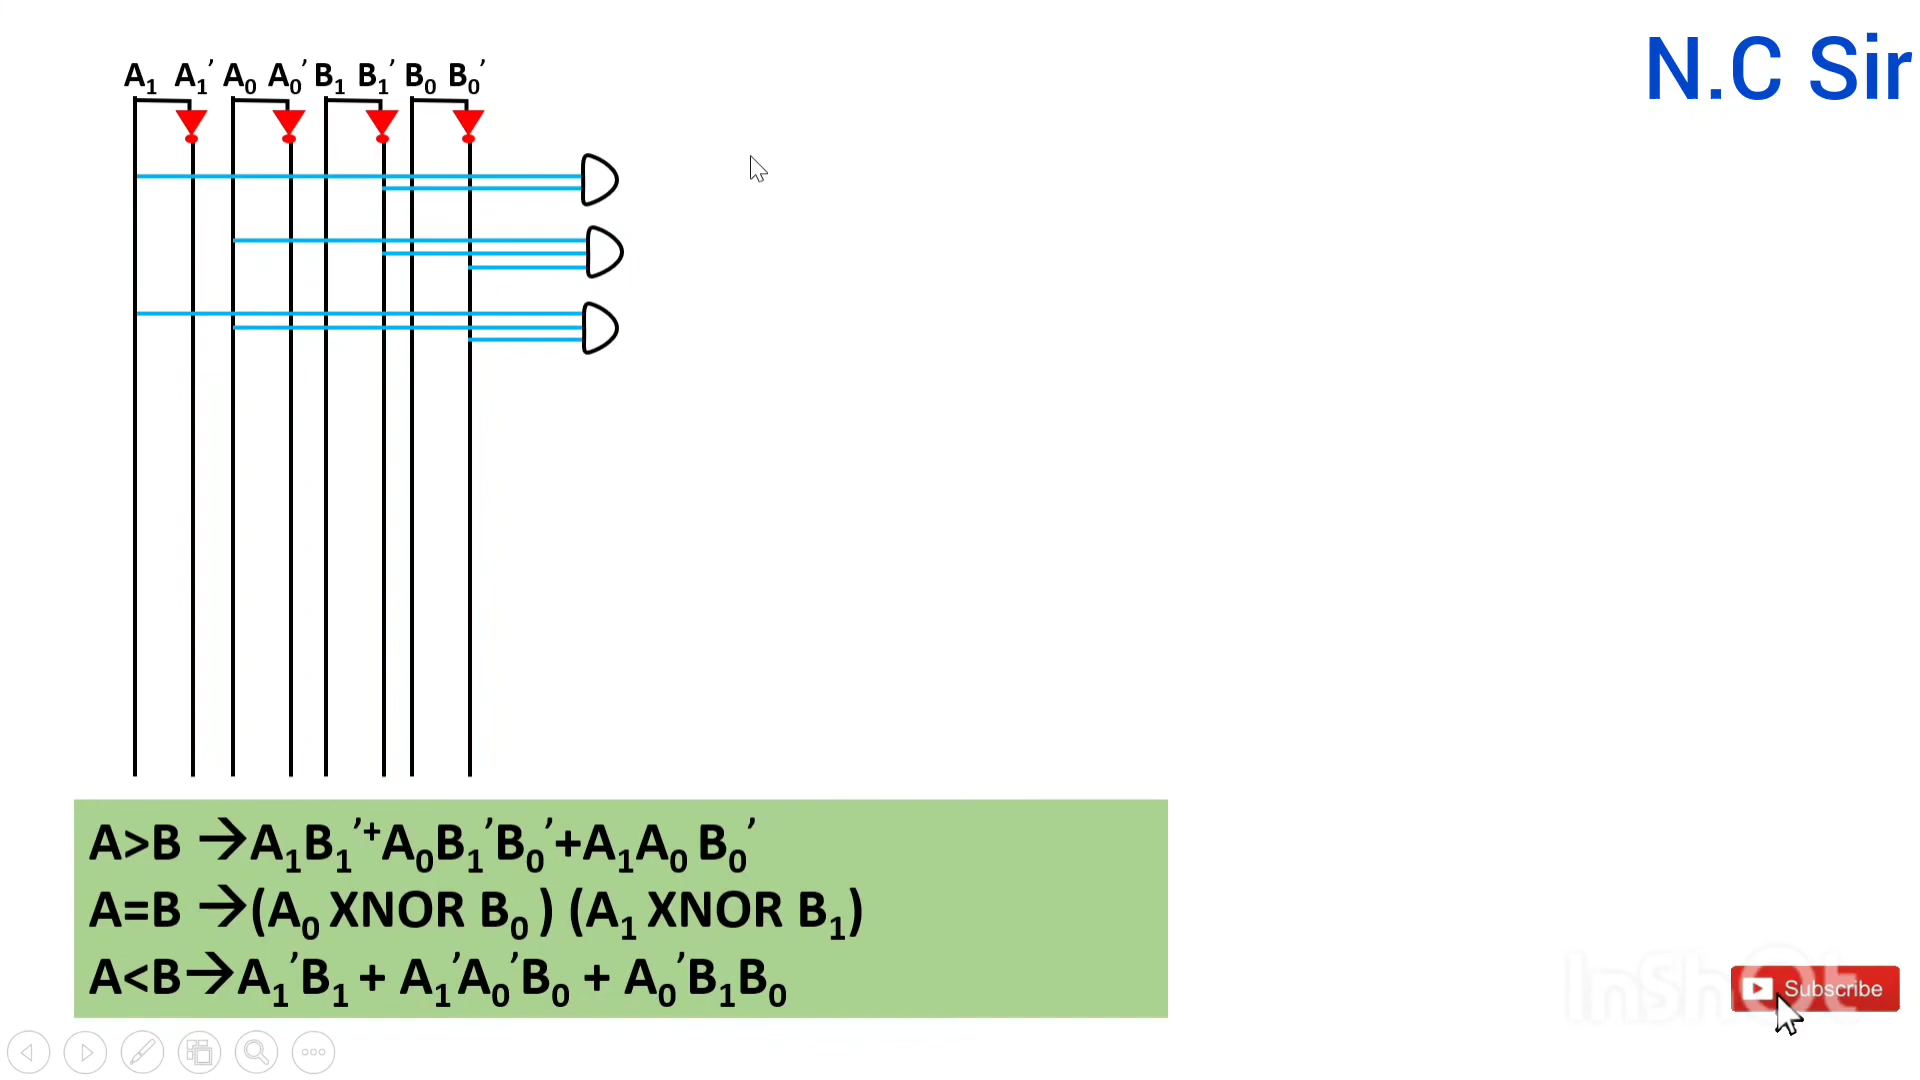 N.C Sir
A₁ A₁’ A₀ A₀’ B₁ B₁’ B₀ B₀’
A>B →A₁B₁’⁺A₀B₁’B₀’+A₁A₀ B₀’
A=B →(A₀ XNOR B₀ ) (A₁ XNOR B₁)
A<B→A₁’B₁ + A₁’A₀’B₀ + A₀’B₁B₀
InShOt
Subscribe